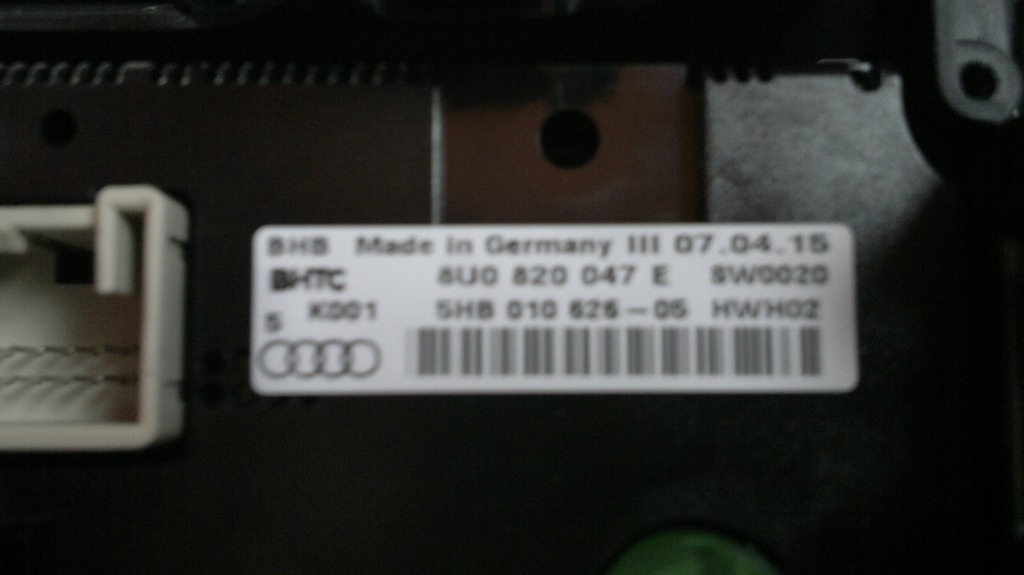 BHB Made in Germany III 07.04.15
BHTC 8U0 820 047 E SW0020
5 K001 5HB 010 626-05 HWH02